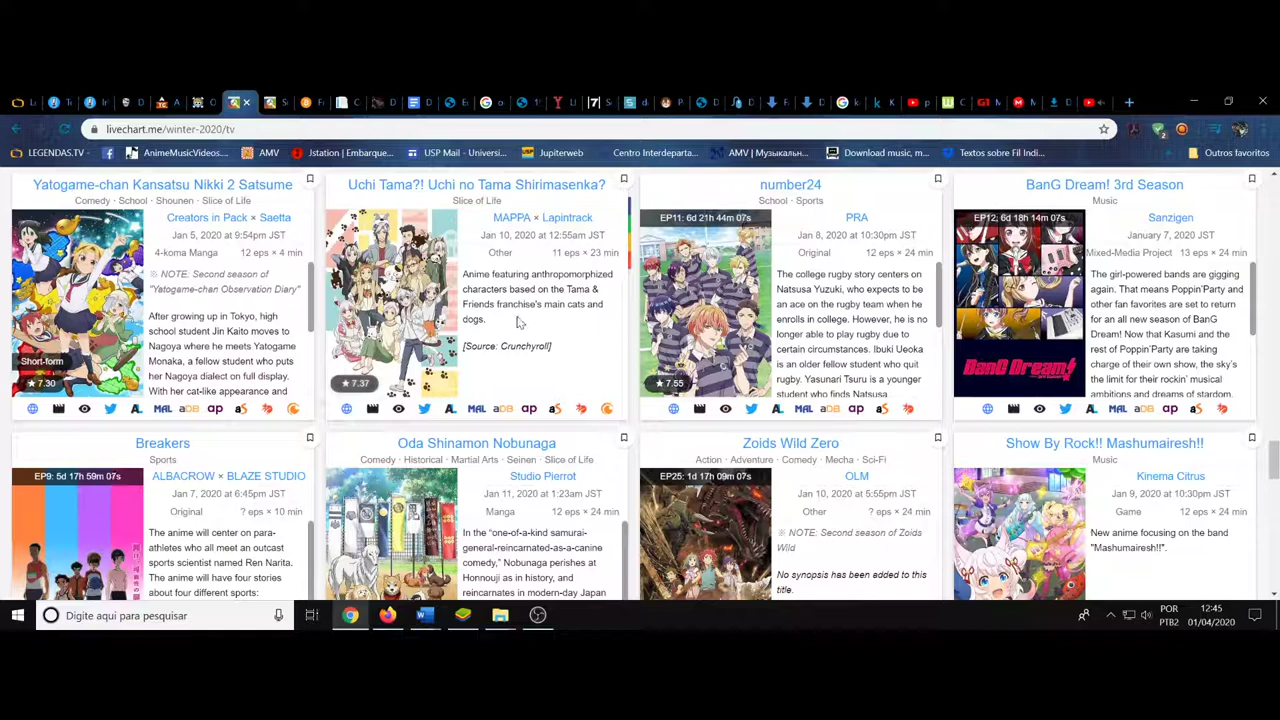 livechart.me/winter-2020/tv
LEGENDAS.TV
AnimeMusicVideos...
AMV
Jstation | Embarque...
USP Mail - Universi...
Jupiterweb
Centro Interdeparta...
AMV | Музыкальн...
Download music, m...
Textos sobre Fil Indi...
Outros favoritos
Yatogame-chan Kansatsu Nikki 2 Satsume
Comedy · School · Shounen · Slice of Life
Creators in Pack × Saetta
Jan 5, 2020 at 9:54pm JST
4-koma Manga 12 eps × 4 min
※ NOTE: Second season of
"Yatogame-chan Observation Diary"
After growing up in Tokyo, high
school student Jin Kaito moves to
Nagoya where he meets Yatogame
Monaka, a fellow student who puts
her Nagoya dialect on full display.
With her cat-like appearance and
Short-form
★ 7.30
Uchi Tama?! Uchi no Tama Shirimasenka?
Slice of Life
MAPPA × Lapintrack
Jan 10, 2020 at 12:55am JST
Other 11 eps × 23 min
Anime featuring anthropomorphized
characters based on the Tama &
Friends franchise's main cats and
dogs.
[Source: Crunchyroll]
★ 7.37
number24
School · Sports
EP11: 6d 21h 44m 07s
PRA
Jan 8, 2020 at 10:30pm JST
Original 12 eps × 24 min
The college rugby story centers on
Natsusa Yuzuki, who expects to be
an ace on the rugby team when he
enrolls in college. However, he is no
longer able to play rugby due to
certain circumstances. Ibuki Ueoka
is an older fellow student who quit
rugby. Yasunari Tsuru is a younger
student who finds Natsusa,
★ 7.55
BanG Dream! 3rd Season
Music
EP12: 6d 18h 14m 07s
Sanzigen
January 7, 2020 JST
Mixed-Media Project 13 eps × 24 min
The girl-powered bands are gigging
again. That means Poppin'Party and
other fan favorites are set to return
for an all new season of BanG
Dream! Now that Kasumi and the
rest of Poppin'Party are taking
charge of their own show, the sky's
the limit for their rockin' musical
ambitions and dreams of stardom.
BanG Dream!
MAL aDB ap aS
MAL aDB ap aS
MAL aDB ap aS
MAL aDB ap aS
Breakers
Sports
EP9: 5d 17h 59m 07s
ALBACROW × BLAZE STUDIO
Jan 7, 2020 at 6:45pm JST
Original ? eps × 10 min
The anime will center on para-
athletes who all meet an outcast
sports scientist named Ren Narita.
The anime will have four stories
about four different sports:
Oda Shinamon Nobunaga
Comedy · Historical · Martial Arts · Seinen · Slice of Life
Studio Pierrot
Jan 11, 2020 at 1:23am JST
Manga 12 eps × 24 min
In the “one-of-a-kind samurai-
general-reincarnated-as-a-canine
comedy,” Nobunaga perishes at
Honnouji as in history, and
reincarnates in modern-day Japan
Zoids Wild Zero
Action · Adventure · Comedy · Mecha · Sci-Fi
EP25: 1d 17h 09m 07s
OLM
Jan 10, 2020 at 5:55pm JST
Other ? eps × 24 min
※ NOTE: Second season of Zoids
Wild
No synopsis has been added to this
title.
Show By Rock!! Mashumairesh!!
Music
Kinema Citrus
Jan 9, 2020 at 10:30pm JST
Game 12 eps × 24 min
New anime focusing on the band
"Mashumairesh!!".
Digite aqui para pesquisar
POR
PTB2
12:45
01/04/2020